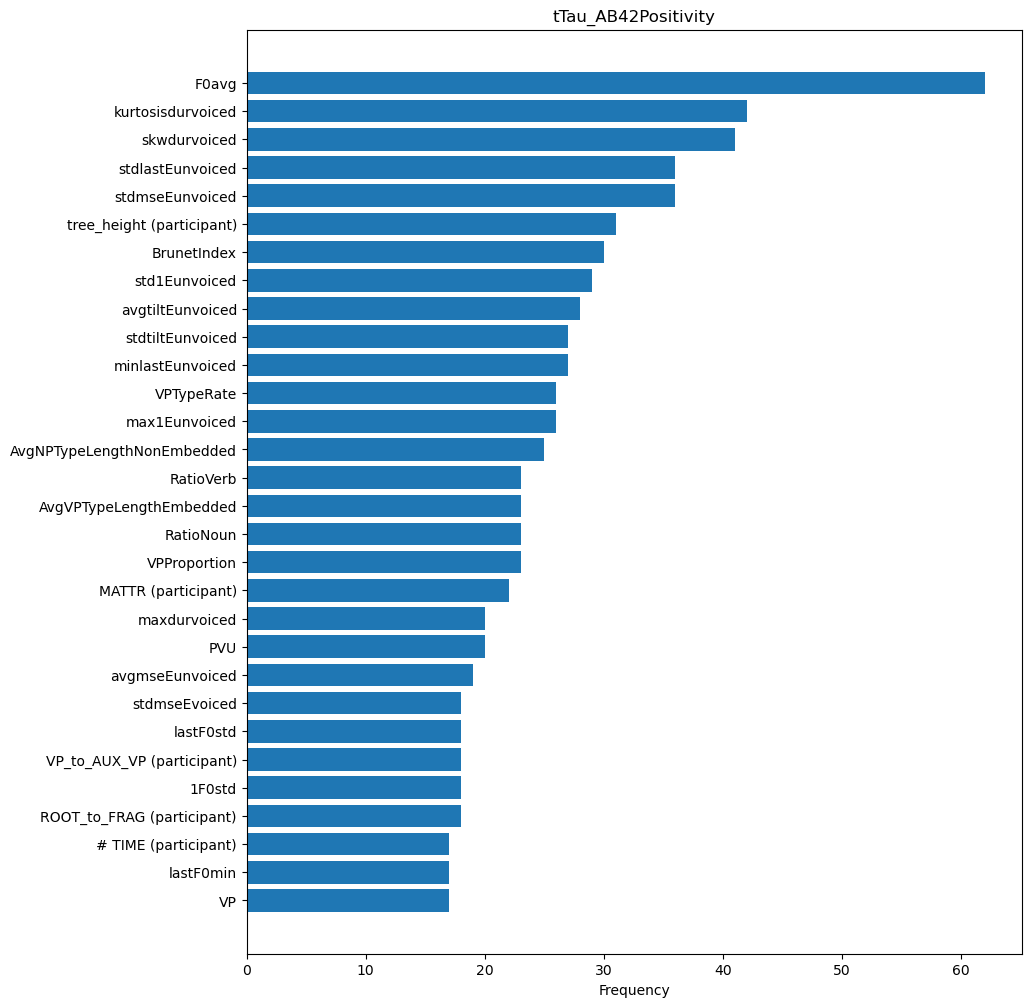 tTau_AB42Positivity
F0avg
kurtosisdurvoiced
skwdurvoiced
stdlastEunvoiced
stdmseEunvoiced
tree_height (participant)
BrunetIndex
std1Eunvoiced
avgtiltEunvoiced
stdtiltEunvoiced
minlastEunvoiced
VPTypeRate
max1Eunvoiced
AvgNPTypeLengthNonEmbedded
RatioVerb
AvgVPTypeLengthEmbedded
RatioNoun
VPProportion
MATTR (participant)
maxdurvoiced
PVU
avgmseEunvoiced
stdmseEvoiced
lastF0std
VP_to_AUX_VP (participant)
1F0std
ROOT_to_FRAG (participant)
# TIME (participant)
lastF0min
VP
0 10 20 30 40 50 60
Frequency